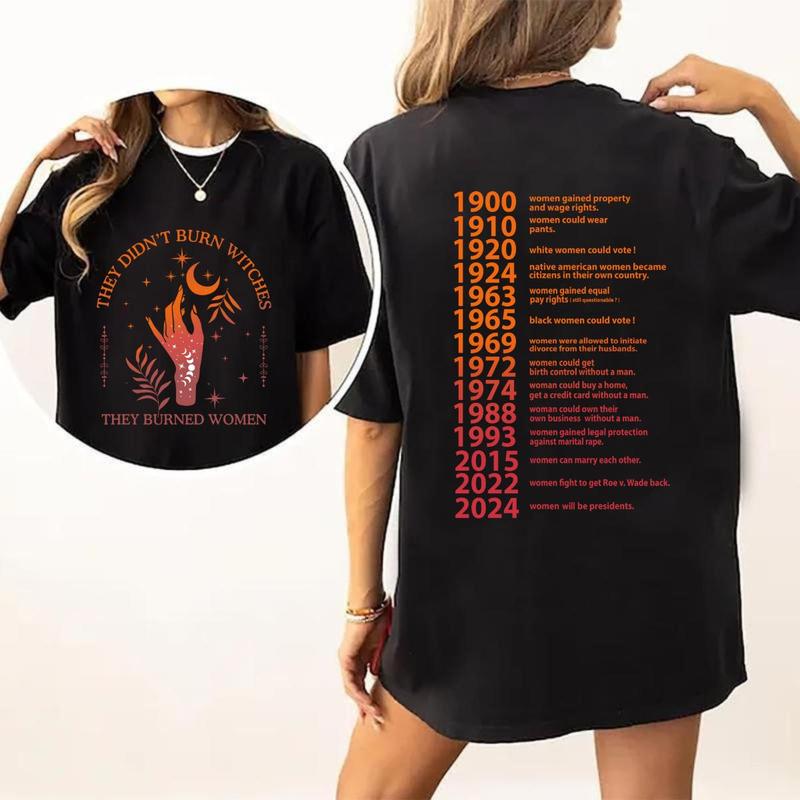 THEY DIDN'T BURN WITCHES
THEY BURNED WOMEN
1900 women gained property
and wage rights.
1910 women could wear
pants.
1920 white women could vote !
1924 native american women became
citizens in their own country.
1963 women gained equal
pay rights ( still questionable ? )
1965 black women could vote !
1969 women were allowed to initiate
divorce from their husbands.
1972 women could get
birth control without a man.
1974 woman could buy a home,
get a credit card without a man.
1988 woman could own their
own business without a man.
1993 women gained legal protection
against marital rape.
2015 women can marry each other.
2022 women fight to get Roe v. Wade back.
2024 women will be presidents.